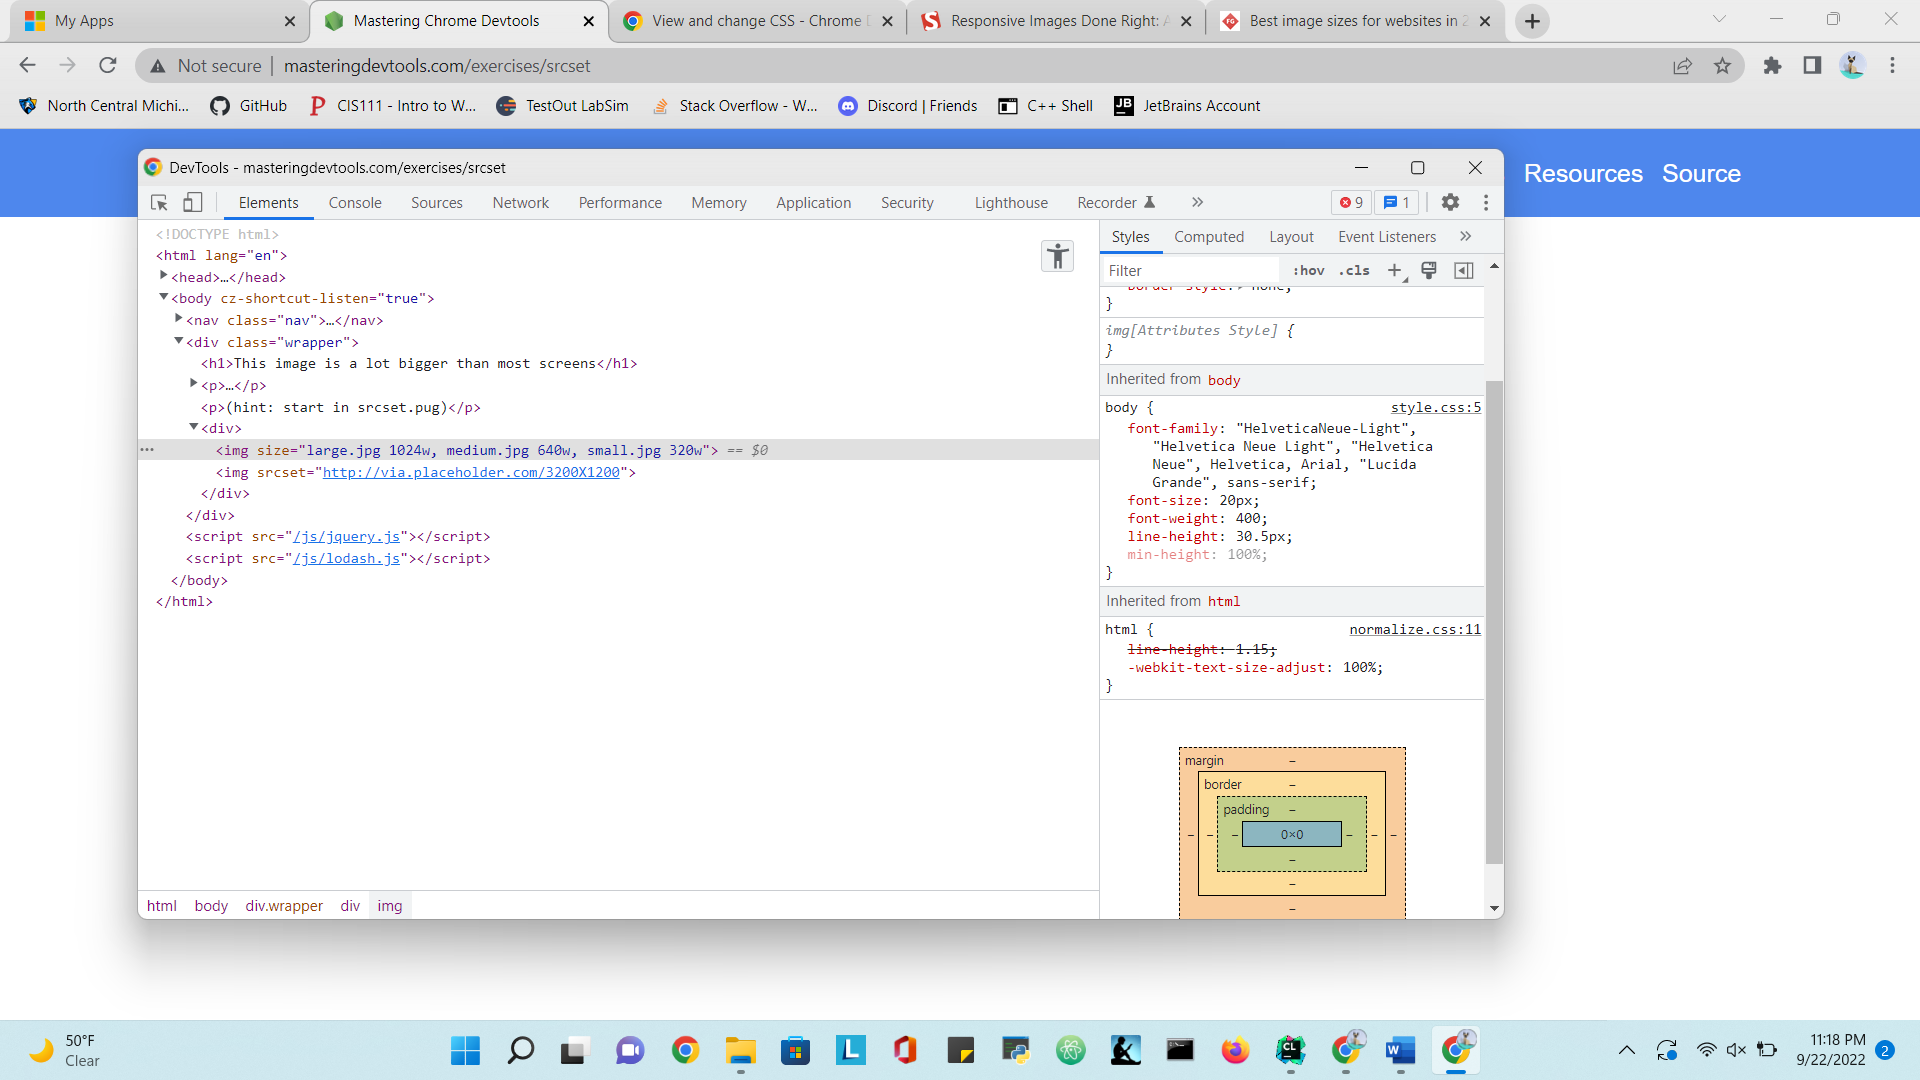 My Apps
Mastering Chrome Devtools
View and change CSS - Chrome D
Responsive Images Done Right: A
Best image sizes for websites in 2
Not secure | masteringdevtools.com/exercises/srcset
North Central Michi...
GitHub
CIS111 - Intro to W...
TestOut LabSim
Stack Overflow - W...
Discord | Friends
C++ Shell
JetBrains Account
Resources Source
DevTools - masteringdevtools.com/exercises/srcset
Elements Console Sources Network Performance Memory Application Security Lighthouse Recorder » 9 1
<!DOCTYPE html>
<html lang="en">
<head>…</head>
<body cz-shortcut-listen="true">
<nav class="nav">…</nav>
<div class="wrapper">
<h1>This image is a lot bigger than most screens</h1>
<p>…</p>
<p>(hint: start in srcset.pug)</p>
<div>
<img size="large.jpg 1024w, medium.jpg 640w, small.jpg 320w"> == $0
<img srcset="http://via.placeholder.com/3200X1200">
</div>
</div>
<script src="/js/jquery.js"></script>
<script src="/js/lodash.js"></script>
</body>
</html>
html body div.wrapper div img
Styles Computed Layout Event Listeners »
Filter :hov .cls +
border-style: none;
}
img[Attributes Style] {
}
Inherited from body
body { style.css:5
font-family: "HelveticaNeue-Light",
"Helvetica Neue Light", "Helvetica
Neue", Helvetica, Arial, "Lucida
Grande", sans-serif;
font-size: 20px;
font-weight: 400;
line-height: 30.5px;
min-height: 100%;
}
Inherited from html
html { normalize.css:11
line-height: 1.15;
-webkit-text-size-adjust: 100%;
}
margin –
border –
padding –
– – – 0×0 – – –
–
–
–
50°F
Clear
11:18 PM
9/22/2022
2